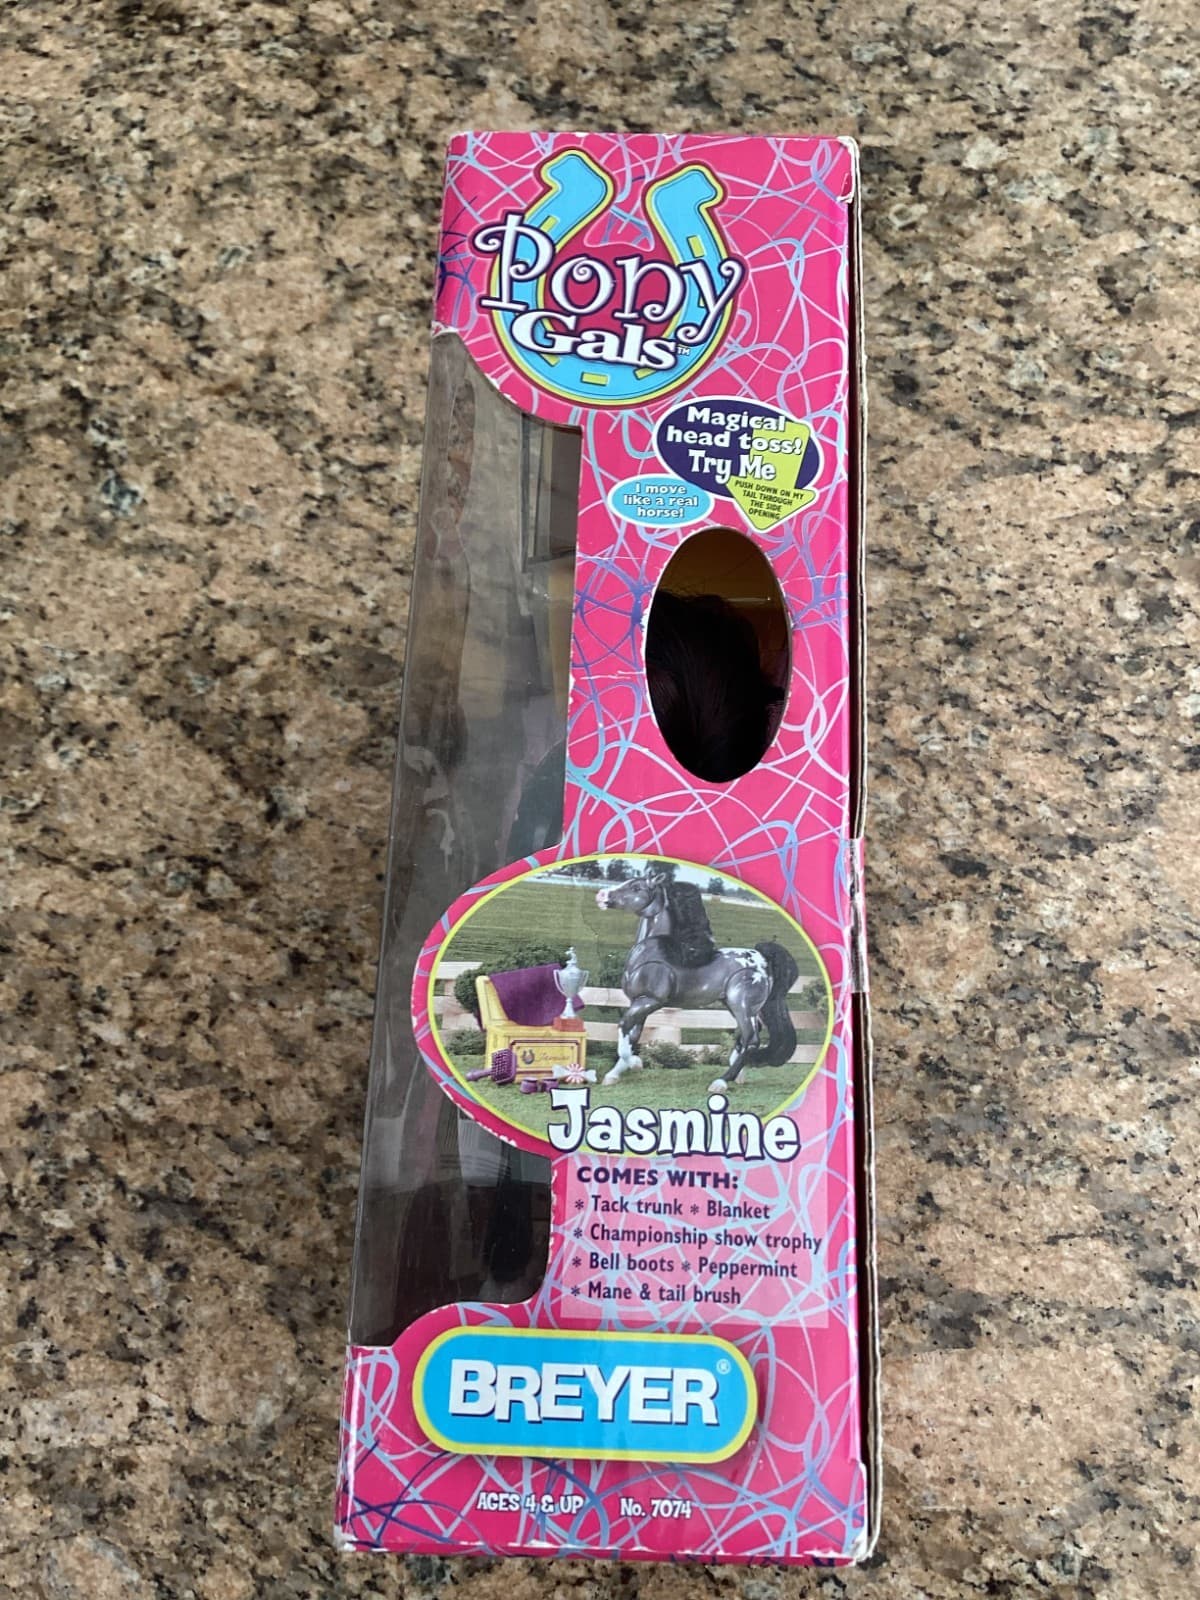 Pony
Gals™
Magical
head toss!
Try Me
I move
like a real
horse!
PUSH DOWN ON MY
TAIL THROUGH
THE SIDE
OPENING
Jasmine
Jasmine
COMES WITH:
* Tack trunk * Blanket
* Championship show trophy
* Bell boots * Peppermint
* Mane & tail brush
BREYER®
AGES 4 & UP No. 7074